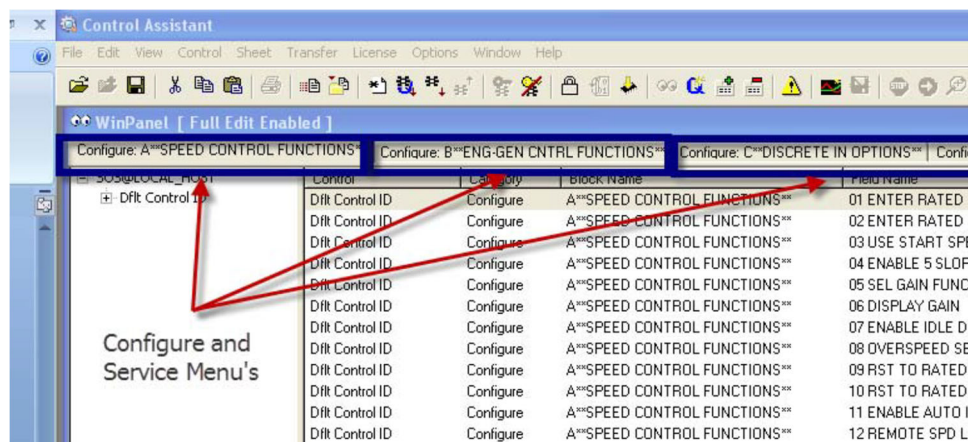 Control Assistant
File Edit View Control Sheet Transfer License Options Window Help
WinPanel [ Full Edit Enabled ]
Configure: A**SPEED CONTROL FUNCTIONS* Configure: B**ENG-GEN CNTRL FUNCTIONS** Configure: C**DISCRETE IN OPTIONS** Confi
SOS@LOCAL_HOST
Dflt Control ID
Control Category Block Name Field Name
Dflt Control ID Configure A**SPEED CONTROL FUNCTIONS** 01 ENTER RATED
Dflt Control ID Configure A**SPEED CONTROL FUNCTIONS** 02 ENTER RATED
Dflt Control ID Configure A**SPEED CONTROL FUNCTIONS** 03 USE START SPE
Dflt Control ID Configure A**SPEED CONTROL FUNCTIONS** 04 ENABLE 5 SLOP
Dflt Control ID Configure A**SPEED CONTROL FUNCTIONS** 05 SEL GAIN FUNC
Dflt Control ID Configure A**SPEED CONTROL FUNCTIONS** 06 DISPLAY GAIN
Dflt Control ID Configure A**SPEED CONTROL FUNCTIONS** 07 ENABLE IDLE D
Dflt Control ID Configure A**SPEED CONTROL FUNCTIONS** 08 OVERSPEED SE
Dflt Control ID Configure A**SPEED CONTROL FUNCTIONS** 09 RST TO RATED
Dflt Control ID Configure A**SPEED CONTROL FUNCTIONS** 10 RST TO RATED
Dflt Control ID Configure A**SPEED CONTROL FUNCTIONS** 11 ENABLE AUTO I
Dflt Control ID Configure A**SPEED CONTROL FUNCTIONS** 12 REMOTE SPD L
Configure and
Service Menu's